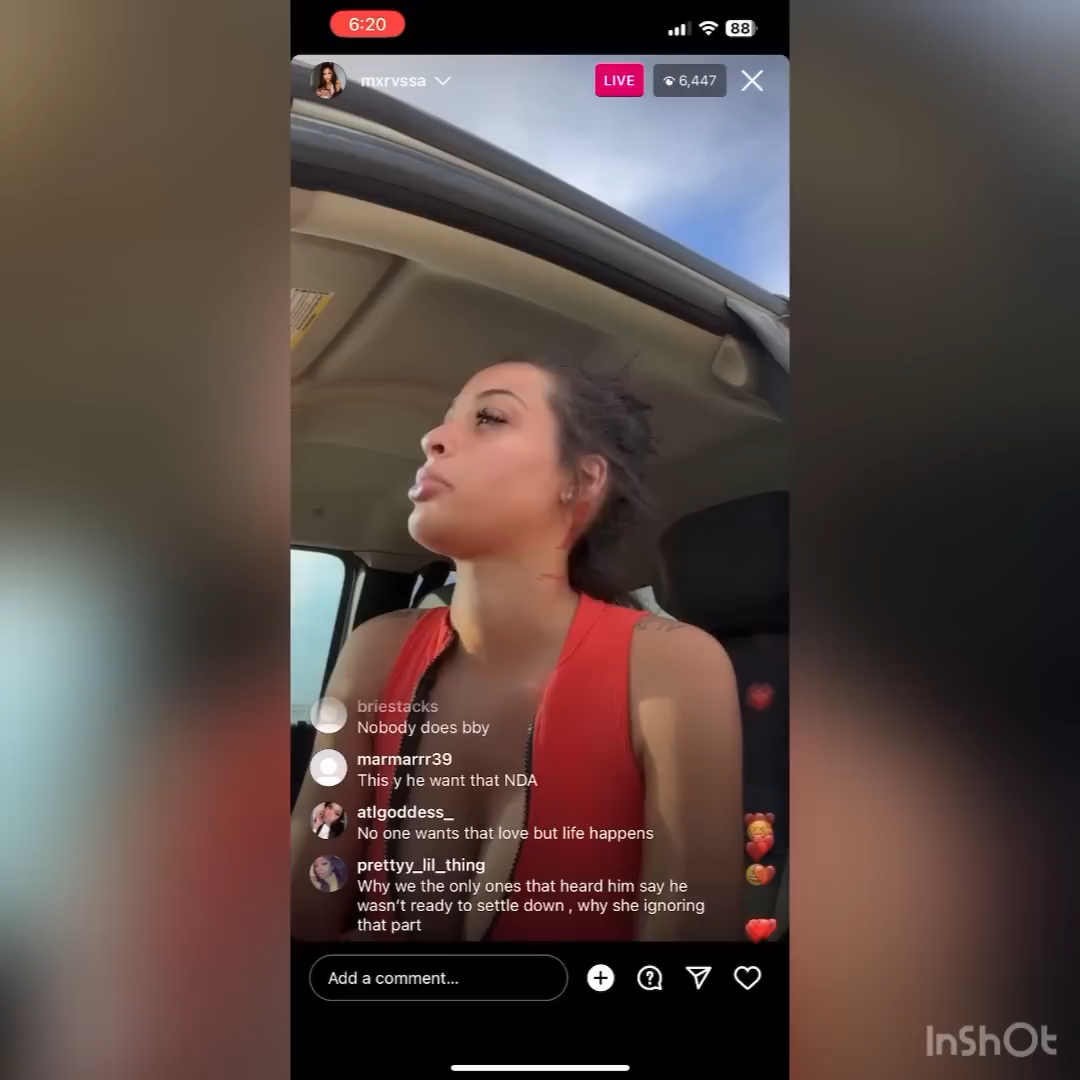 6:20
88
mxrvssa
LIVE
6,447
briestacks
Nobody does bby
marmarrr39
This y he want that NDA
atlgoddess_
No one wants that love but life happens
prettyy_lil_thing
Why we the only ones that heard him say he
wasn’t ready to settle down , why she ignoring
that part
Add a comment...
InShOt